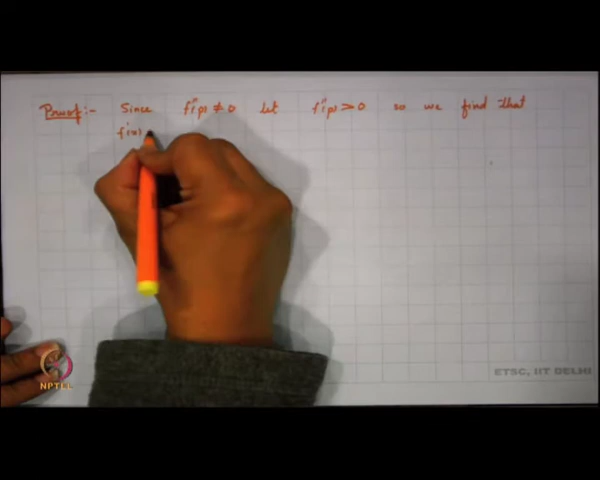 Proof:- Since f''(p) ≠ 0 let f''(p) > 0 so we find that
f'(x)
NPTEL
ETSC, IIT DELHI